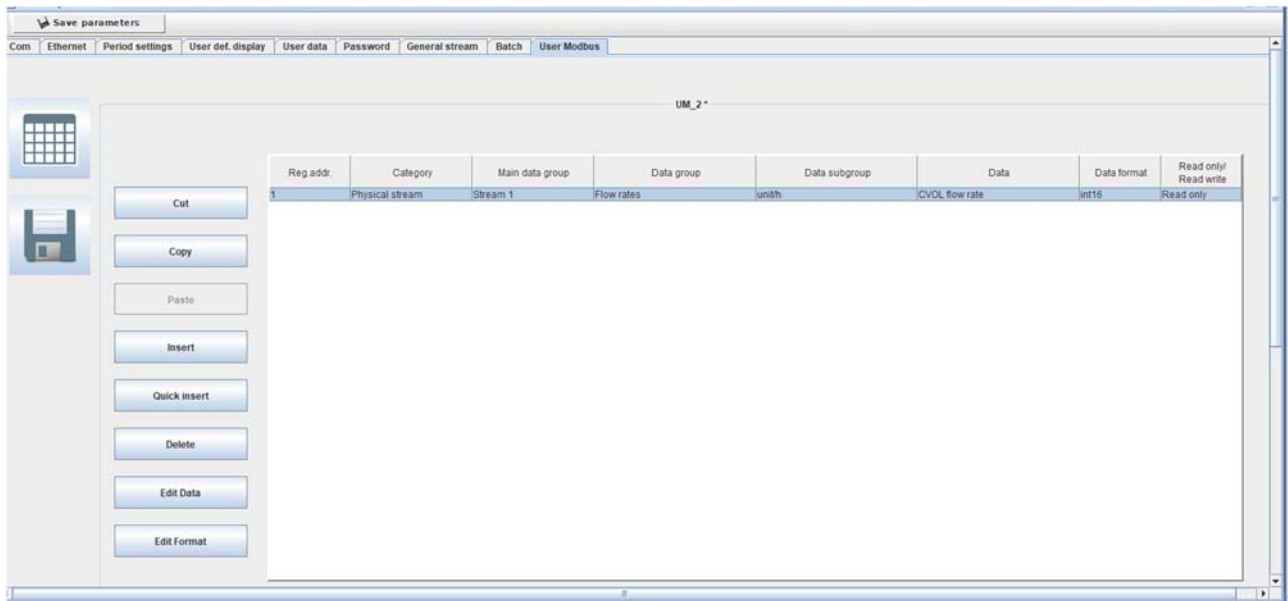 Save parameters
Com Ethernet Period settings User def. display User data Password General stream Batch User Modbus
UM_2 *
Reg.addr. Category Main data group Data group Data subgroup Data Data format Read only/
Read write
1 Physical stream Stream 1 Flow rates unit/h CVOL flow rate int16 Read only
Cut
Copy
Paste
Insert
Quick insert
Delete
Edit Data
Edit Format